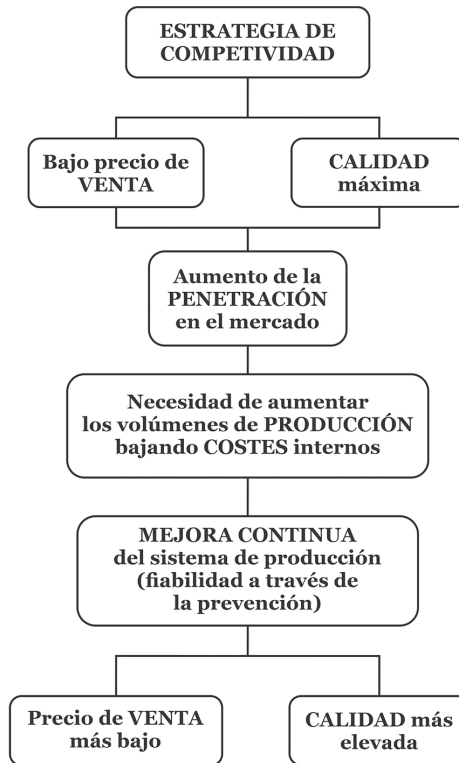 ESTRATEGIA DE
COMPETIVIDAD
Bajo precio de
VENTA
CALIDAD
máxima
Aumento de la
PENETRACIÓN
en el mercado
Necesidad de aumentar
los volúmenes de PRODUCCIÓN
bajando COSTES internos
MEJORA CONTINUA
del sistema de producción
(fiabilidad a través de
la prevención)
Precio de VENTA
más bajo
CALIDAD más
elevada